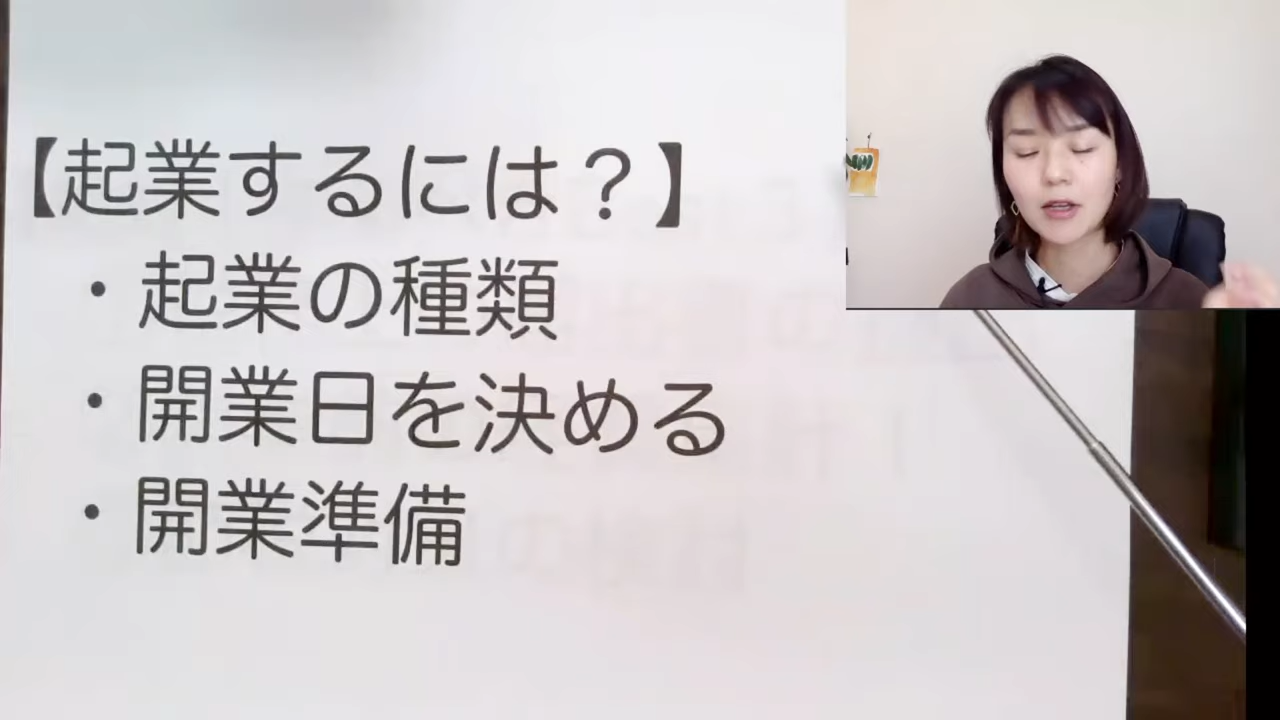 【起業するには？】
・起業の種類
・開業日を決める
・開業準備